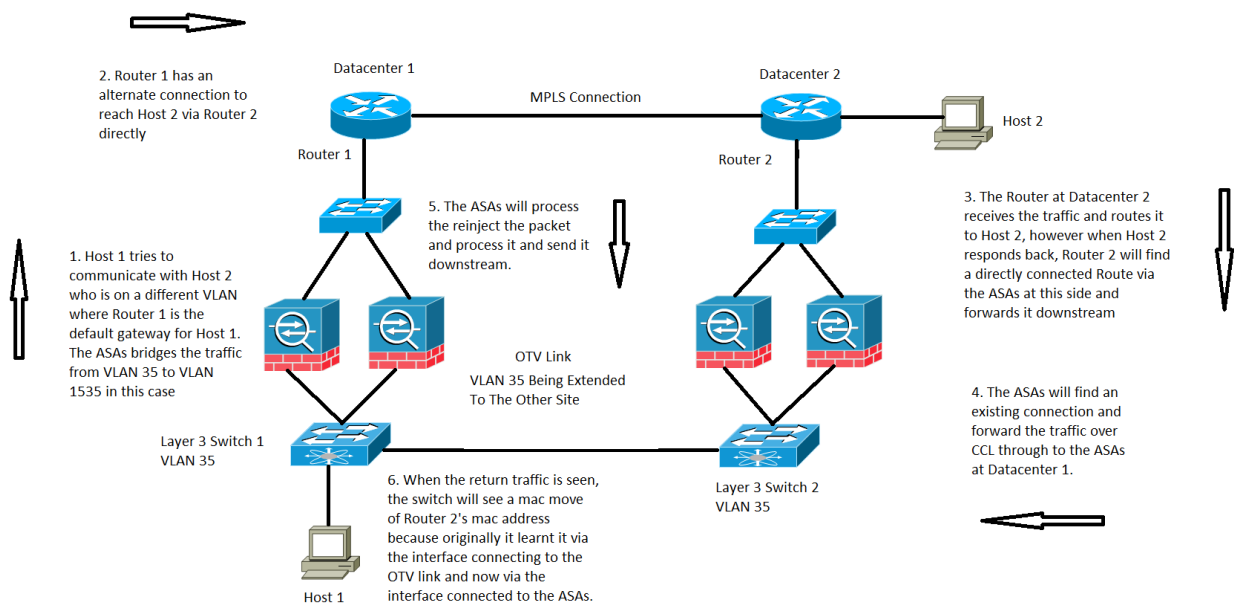 2. Router 1 has an
alternate connection to
reach Host 2 via Router 2
directly
Datacenter 1
Datacenter 2
MPLS Connection
Host 2
Router 1
Router 2
1. Host 1 tries to
communicate with Host 2
who is on a different VLAN
where Router 1 is the
default gateway for Host 1.
The ASAs bridges the traffic
from VLAN 35 to VLAN
1535 in this case
5. The ASAs will process
the reinject the packet
and process it and send it
downstream.
3. The Router at Datacenter 2
receives the traffic and routes it
to Host 2, however when Host 2
responds back, Router 2 will find
a directly connected Route via
the ASAs at this side and
forwards it downstream
OTV Link
VLAN 35 Being Extended
To The Other Site
4. The ASAs will find an
existing connection and
forward the traffic over
CCL through to the ASAs
at Datacenter 1.
Layer 3 Switch 1
VLAN 35
Layer 3 Switch 2
VLAN 35
6. When the return traffic is seen,
the switch will see a mac move
of Router 2's mac address
because originally it learnt it via
the interface connecting to the
OTV link and now via the
interface connected to the ASAs.
Host 1